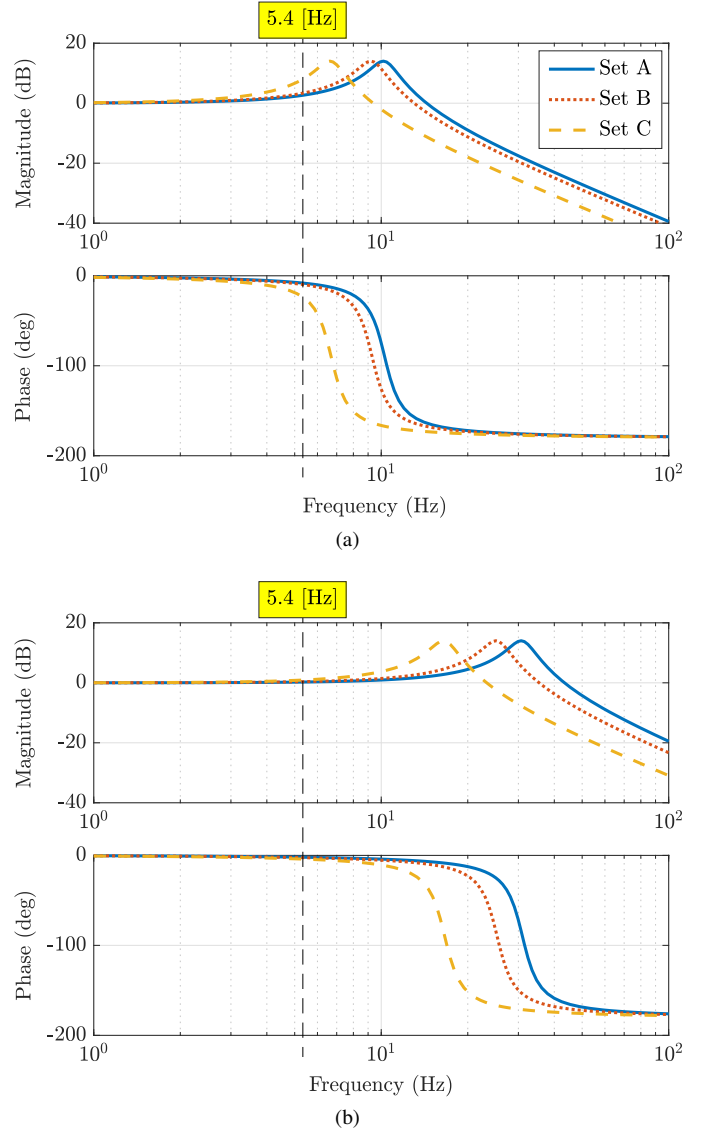 5.4 [Hz]
Magnitude (dB)
20
0
-20
-40
10^0
10^1
10^2
Set A
Set B
Set C
Phase (deg)
0
-100
-200
10^0
10^1
10^2
Frequency (Hz)
(a)
5.4 [Hz]
Magnitude (dB)
20
0
-20
-40
10^0
10^1
10^2
Phase (deg)
0
-100
-200
10^0
10^1
10^2
Frequency (Hz)
(b)